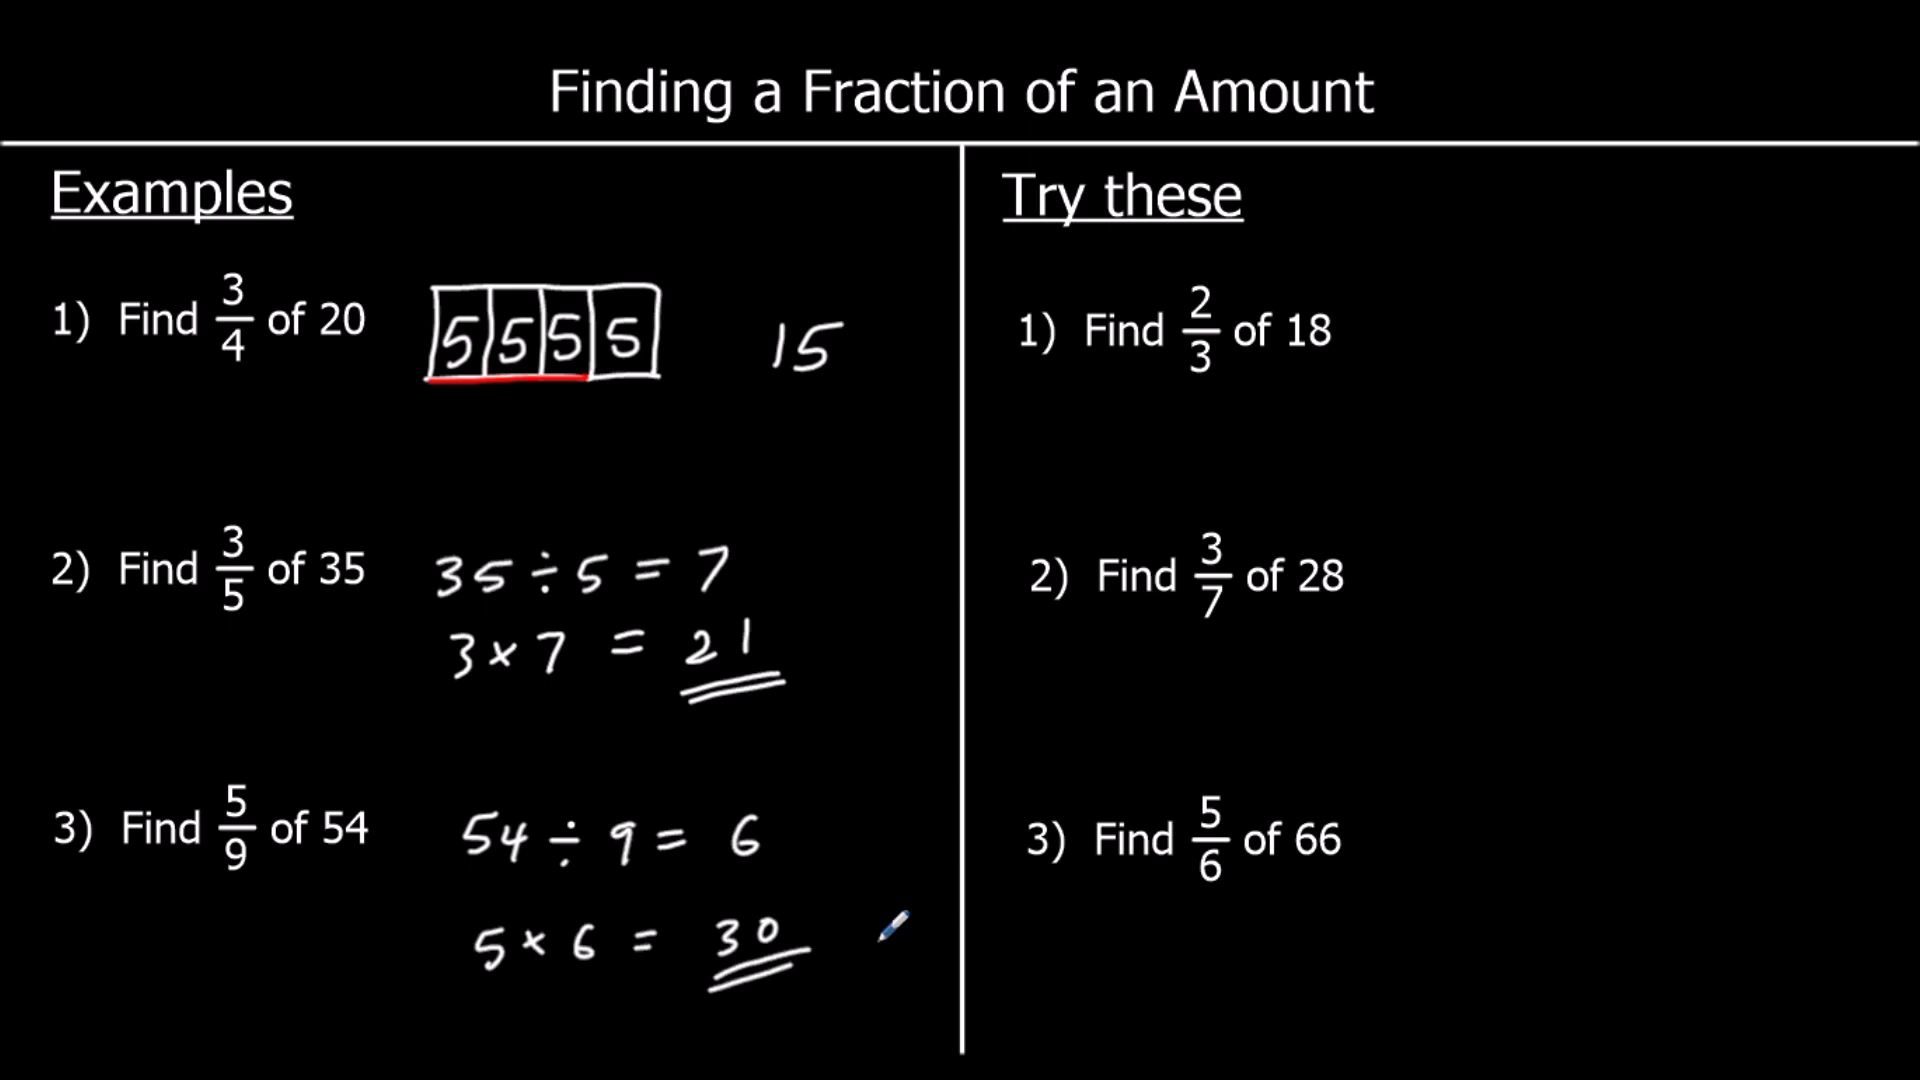 Finding a Fraction of an Amount
Examples
1) Find 3/4 of 20
5 5 5 5
15
2) Find 3/5 of 35
35 ÷ 5 = 7
3 × 7 = 21
3) Find 5/9 of 54
54 ÷ 9 = 6
5 × 6 = 30
Try these
1) Find 2/3 of 18
2) Find 3/7 of 28
3) Find 5/6 of 66